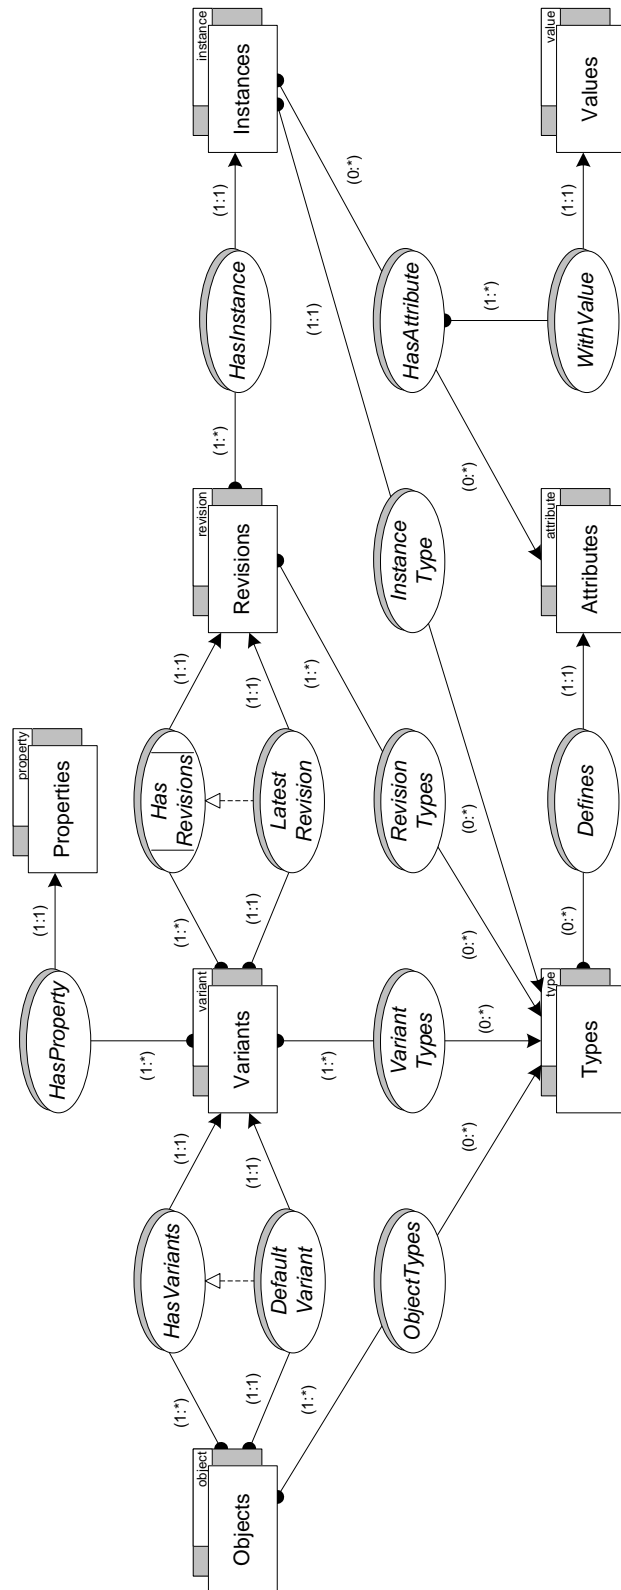 property
(1:1)
HasProperty
Properties
(1:*)
(1:*)
HasVariants
(1:1)
(1:*)
Has
Revisions
(1:1)
object
variant
revision
instance
(1:*)
(1:1)
Objects
Variants
Revisions
HasInstance
Instances
(1:1)
(1:1)
(1:1)
(1:1)
Default
Variant
Latest
Revision
(1:*)
(1:*)
(1:*)
(1:1)
(0:*)
ObjectTypes
Variant
Types
Revision
Types
Instance
Type
HasAttribute
(0:*)
(0:*)
(0:*)
(0:*)
(0:*)
(1:*)
type
attribute
value
(0:*)
(1:1)
(1:1)
Types
Defines
Attributes
WithValue
Values